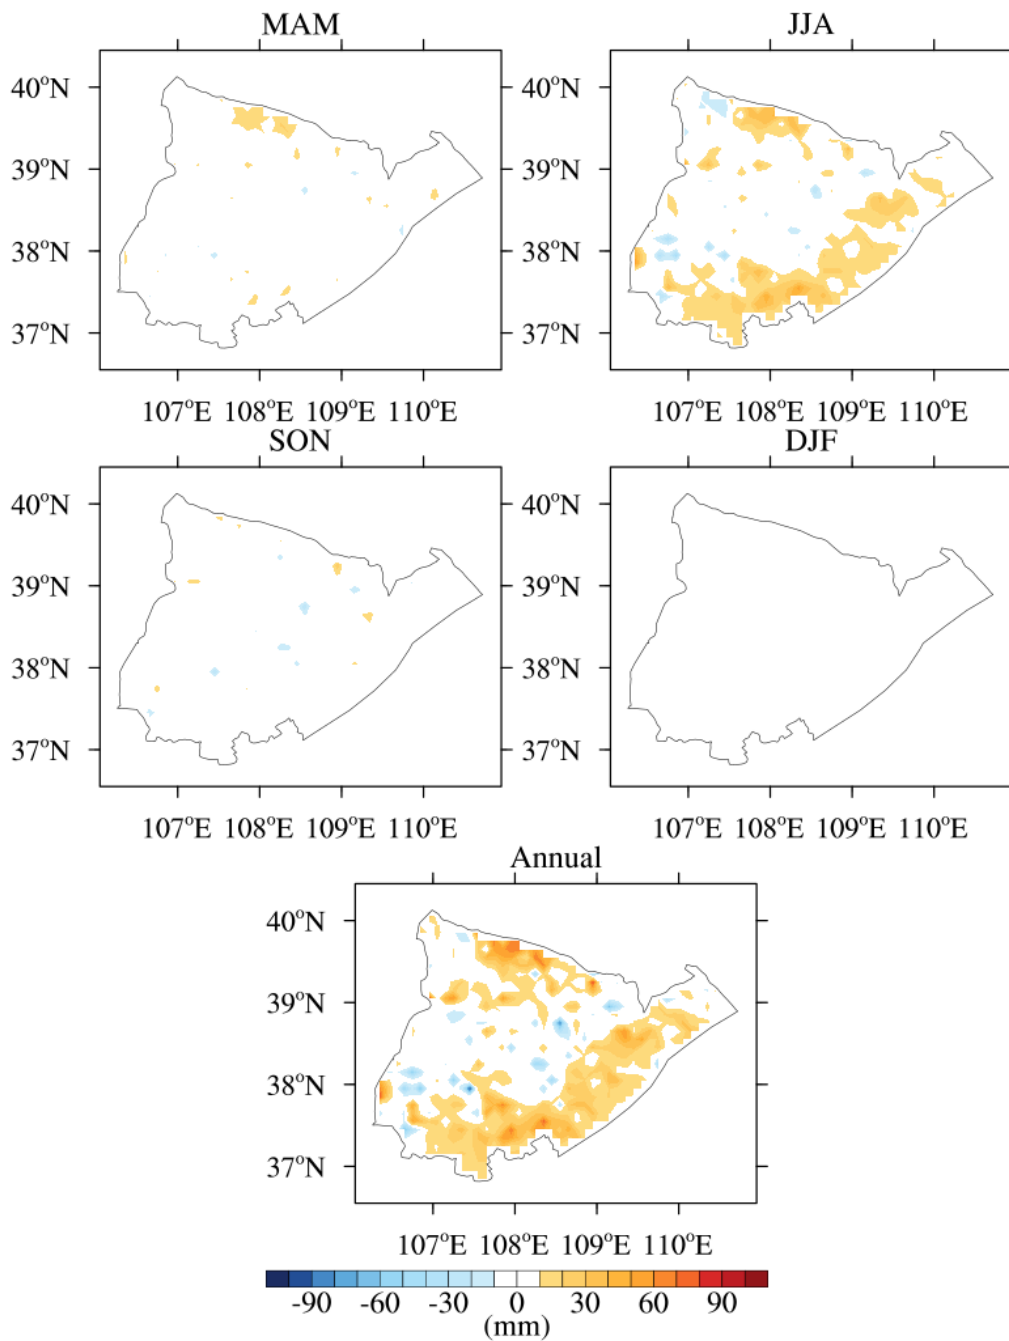 MAM JJA
40°N 40°N
39°N 39°N
38°N 38°N
37°N 37°N
107°E 108°E 109°E 110°E 107°E 108°E 109°E 110°E
SON DJF
40°N 40°N
39°N 39°N
38°N 38°N
37°N 37°N
107°E 108°E 109°E 110°E 107°E 108°E 109°E 110°E
Annual
40°N
39°N
38°N
37°N
107°E 108°E 109°E 110°E
-90 -60 -30 0 30 60 90
(mm)